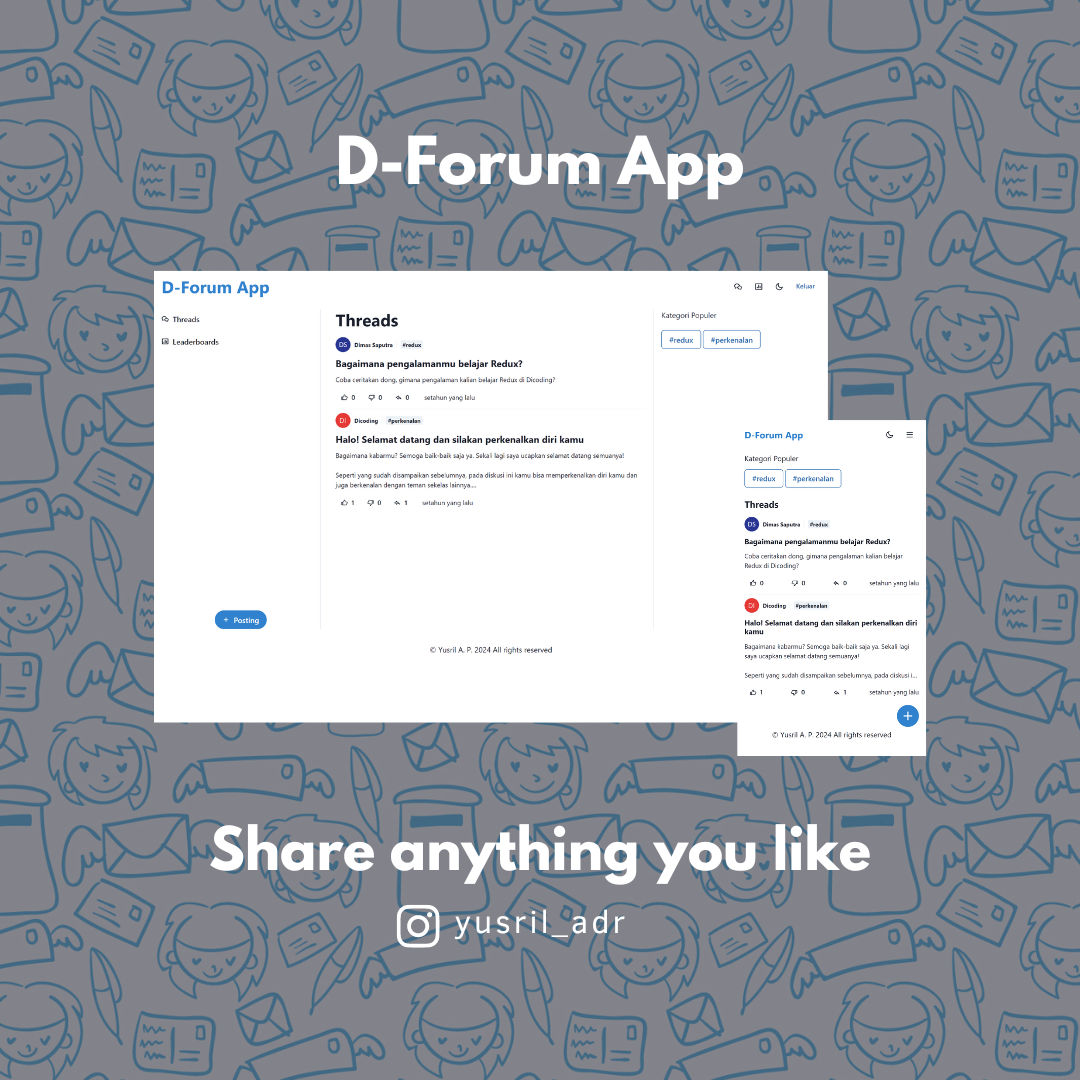 D-Forum App
D-Forum App
Keluar
Threads
Leaderboards
+ Posting
Threads
DS Dimas Saputra #redux
Bagaimana pengalamanmu belajar Redux?
Coba ceritakan dong, gimana pengalaman kalian belajar Redux di Dicoding?
0 0 0 setahun yang lalu
DI Dicoding #perkenalan
Halo! Selamat datang dan silakan perkenalkan diri kamu
Bagaimana kabarmu? Semoga baik-baik saja ya. Sekali lagi saya ucapkan selamat datang semuanya!
Seperti yang sudah disampaikan sebelumnya, pada diskusi ini kamu bisa memperkenalkan diri kamu dan
juga berkenalan dengan teman sekelas lainnya....
1 0 1 setahun yang lalu
Kategori Populer
#redux #perkenalan
© Yusril A. P. 2024 All rights reserved
D-Forum App
Kategori Populer
#redux #perkenalan
Threads
DS Dimas Saputra #redux
Bagaimana pengalamanmu belajar Redux?
Coba ceritakan dong, gimana pengalaman kalian belajar
Redux di Dicoding?
0 0 0 setahun yang lalu
DI Dicoding #perkenalan
Halo! Selamat datang dan silakan perkenalkan diri
kamu
Bagaimana kabarmu? Semoga baik-baik saja ya. Sekali lagi
saya ucapkan selamat datang semuanya!
Seperti yang sudah disampaikan sebelumnya, pada diskusi i...
1 0 1 setahun yang lalu
+
© Yusril A. P. 2024 All rights reserved
Share anything you like
yusril_adr